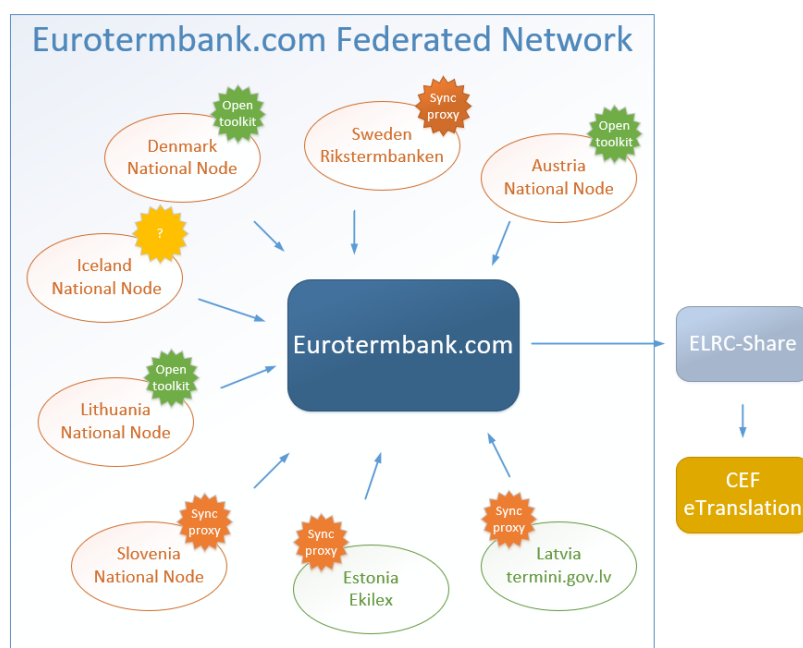 Eurotermbank.com Federated Network
Open
toolkit
Denmark
National Node
Sync
proxy
Sweden
Rikstermbanken
Open
toolkit
Austria
National Node
?
Iceland
National Node
Eurotermbank.com
ELRC-Share
Open
toolkit
Lithuania
National Node
CEF
eTranslation
Sync
proxy
Slovenia
National Node
Sync
proxy
Estonia
Ekilex
Sync
proxy
Latvia
termini.gov.lv